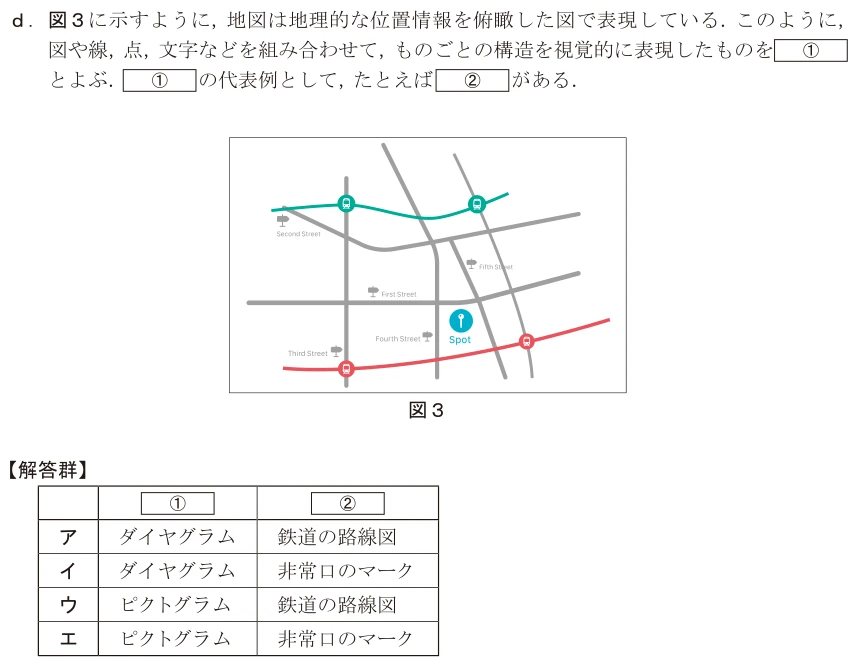 d．図3に示すように，地図は地理的な位置情報を俯瞰した図で表現している．このように，
図や線，点，文字などを組み合わせて，ものごとの構造を視覚的に表現したものを ①
とよぶ． ① の代表例として，たとえば ② がある．
Second Street
Fifth Street
First Street
Fourth Street
Spot
Third Street
図3
【解答群】
① ②
ア ダイヤグラム 鉄道の路線図
イ ダイヤグラム 非常口のマーク
ウ ピクトグラム 鉄道の路線図
エ ピクトグラム 非常口のマーク